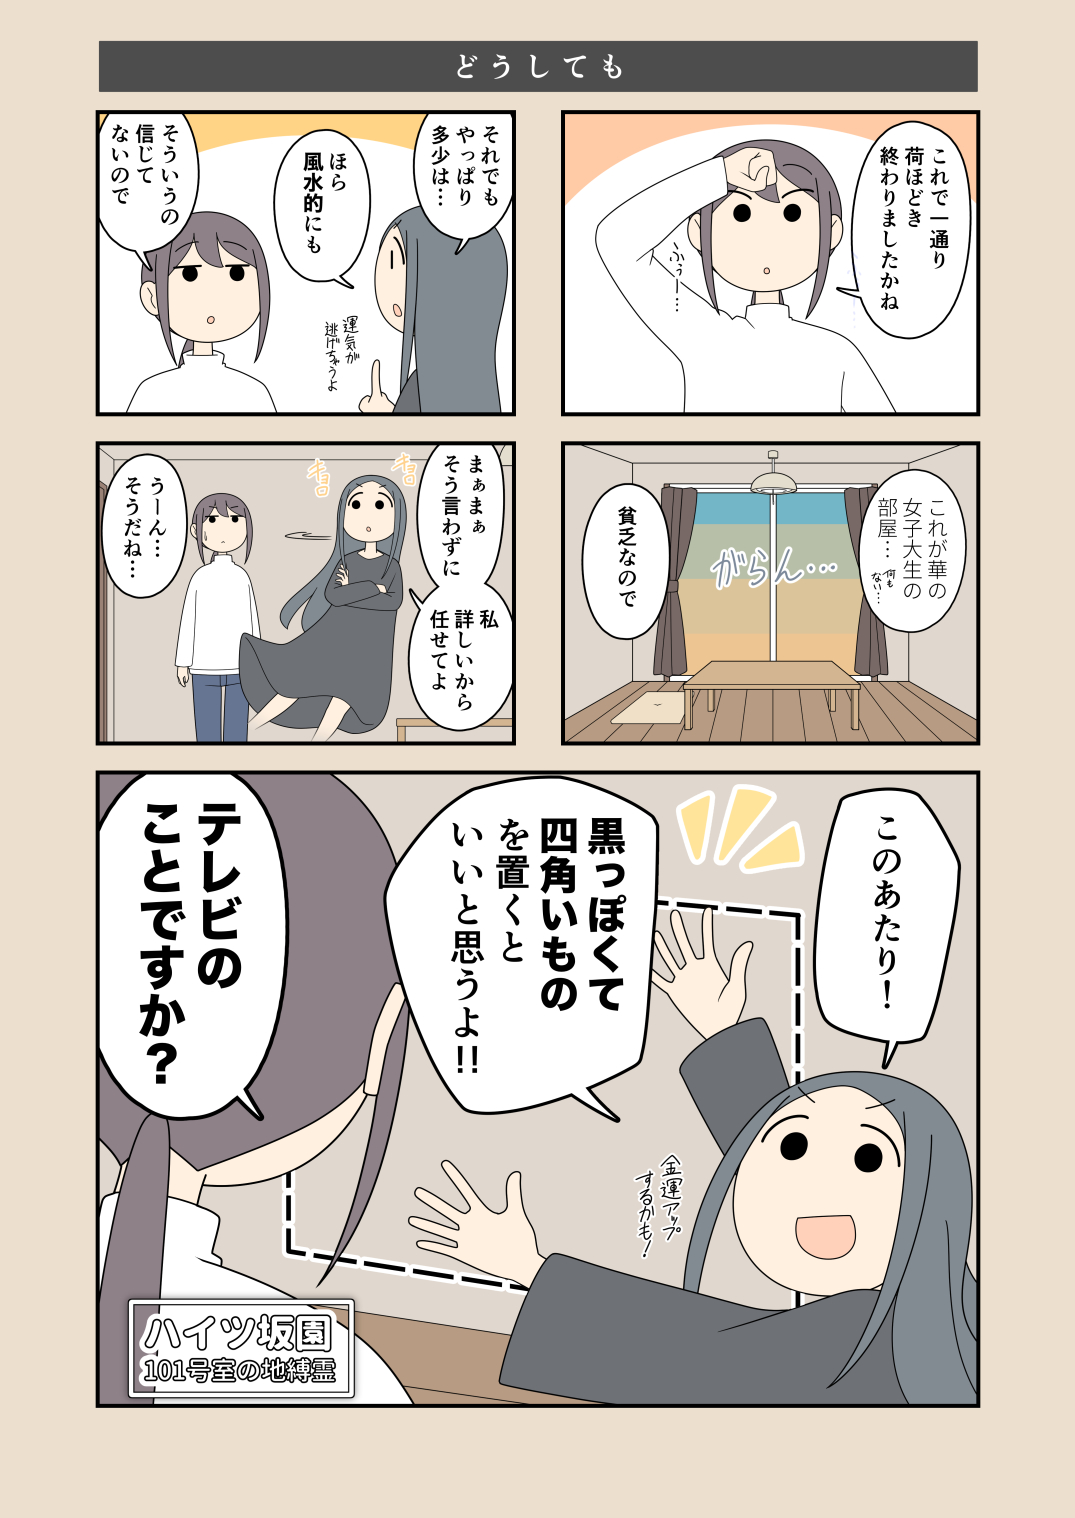 どうしても
これで一通り
荷ほどき
終わりましたかね
ふぅー…
これが華の
女子大生の
部屋…
何も
ない…
がらん…
貧乏なので
それでも
やっぱり
多少は…
ほら
風水的にも
運気が
逃げちゃうよ
そういうの
信じて
ないので
まぁまぁ
そう言わずに
私
詳しいから
任せてよ
キョロ
キョロ
うーん…
そうだね…
このあたり！
黒っぽくて
四角いもの
を置くと
いいと思うよ!!
金運アップ
するかも！
テレビの
ことですか？
ハイツ坂園
101号室の地縛霊